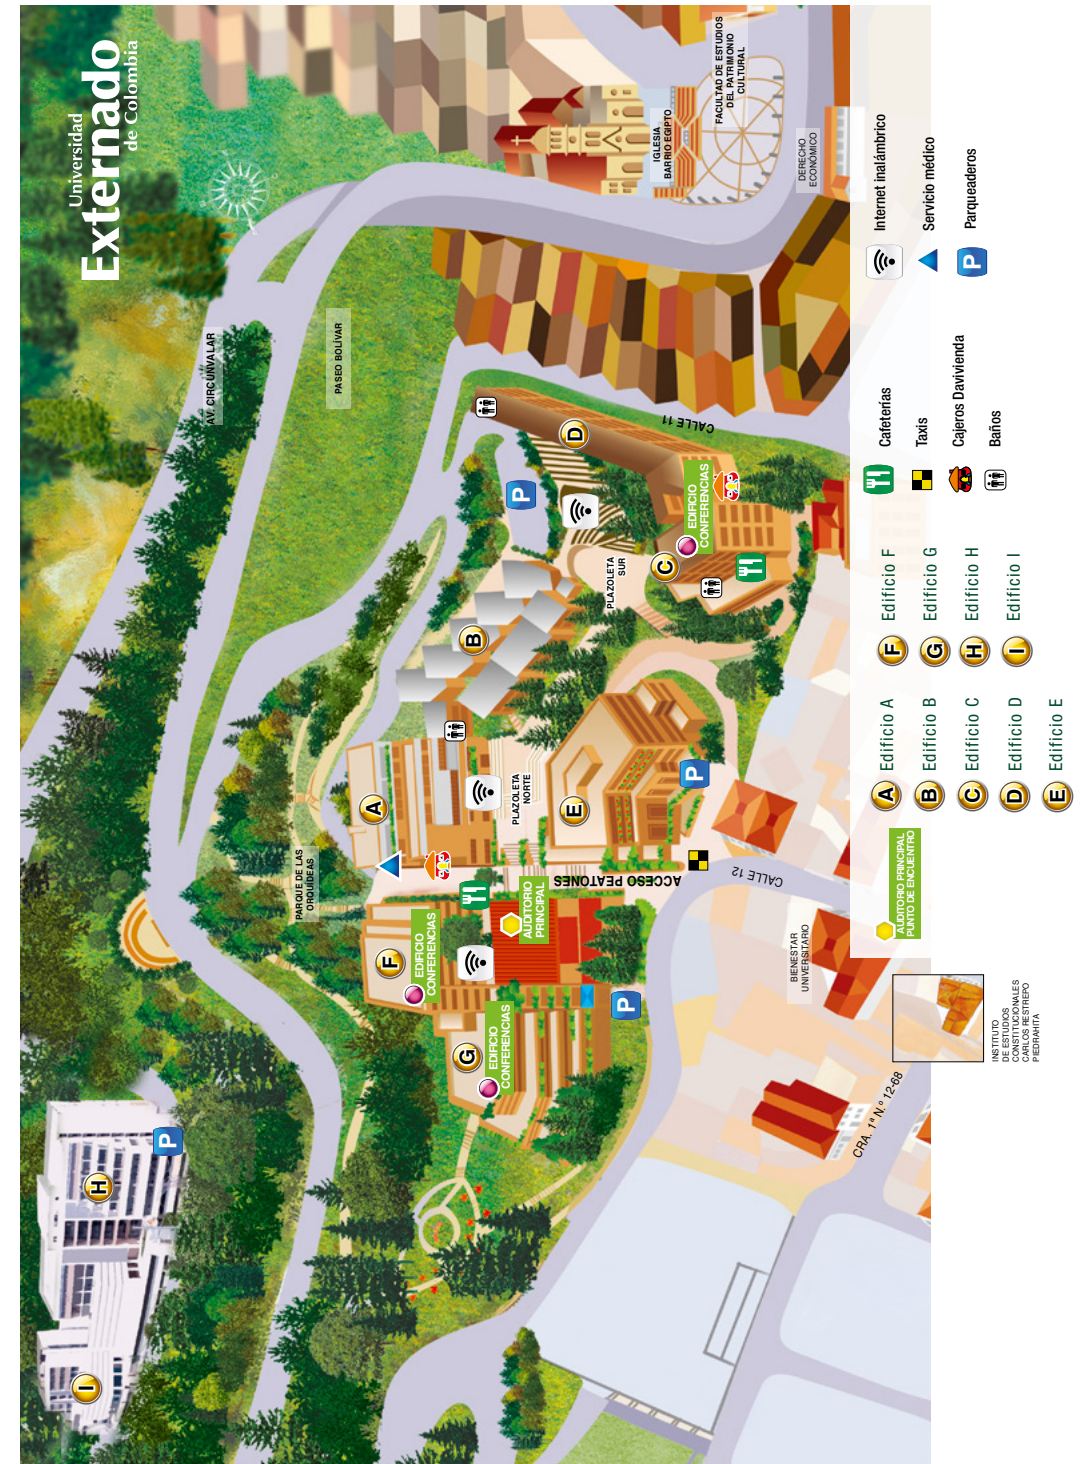 Universidad
Externado
de Colombia
AV. CIRCUNVALAR
PASEO BOLÍVAR
IGLESIA
BARRIO EGIPTO
FACULTAD DE ESTUDIOS
DEL PATRIMONIO
CULTURAL
DERECHO
ECONÓMICO
CALLE 11
D
P
EDIFICIO
CONFERENCIAS
C
PLAZOLETA
SUR
B
A
PLAZOLETA
NORTE
E
P
PARQUE DE LAS
ORQUÍDEAS
ACCESO PEATONES
CALLE 12
AUDITORIO
PRINCIPAL
F
EDIFICIO
CONFERENCIAS
G
EDIFICIO
CONFERENCIAS
P
BIENESTAR
UNIVERSITARIO
H
P
I
CRA. 1ª N.º 12-68
INSTITUTO
DE ESTUDIOS
CONSTITUCIONALES
CARLOS RESTREPO
PIEDRAHITA
AUDITORIO PRINCIPAL
PUNTO DE ENCUENTRO
A Edificio A
B Edificio B
C Edificio C
D Edificio D
E Edificio E
F Edificio F
G Edificio G
H Edificio H
I Edificio I
Cafeterías
Taxis
Cajeros Davivienda
Baños
Internet inalámbrico
Servicio médico
P Parqueaderos